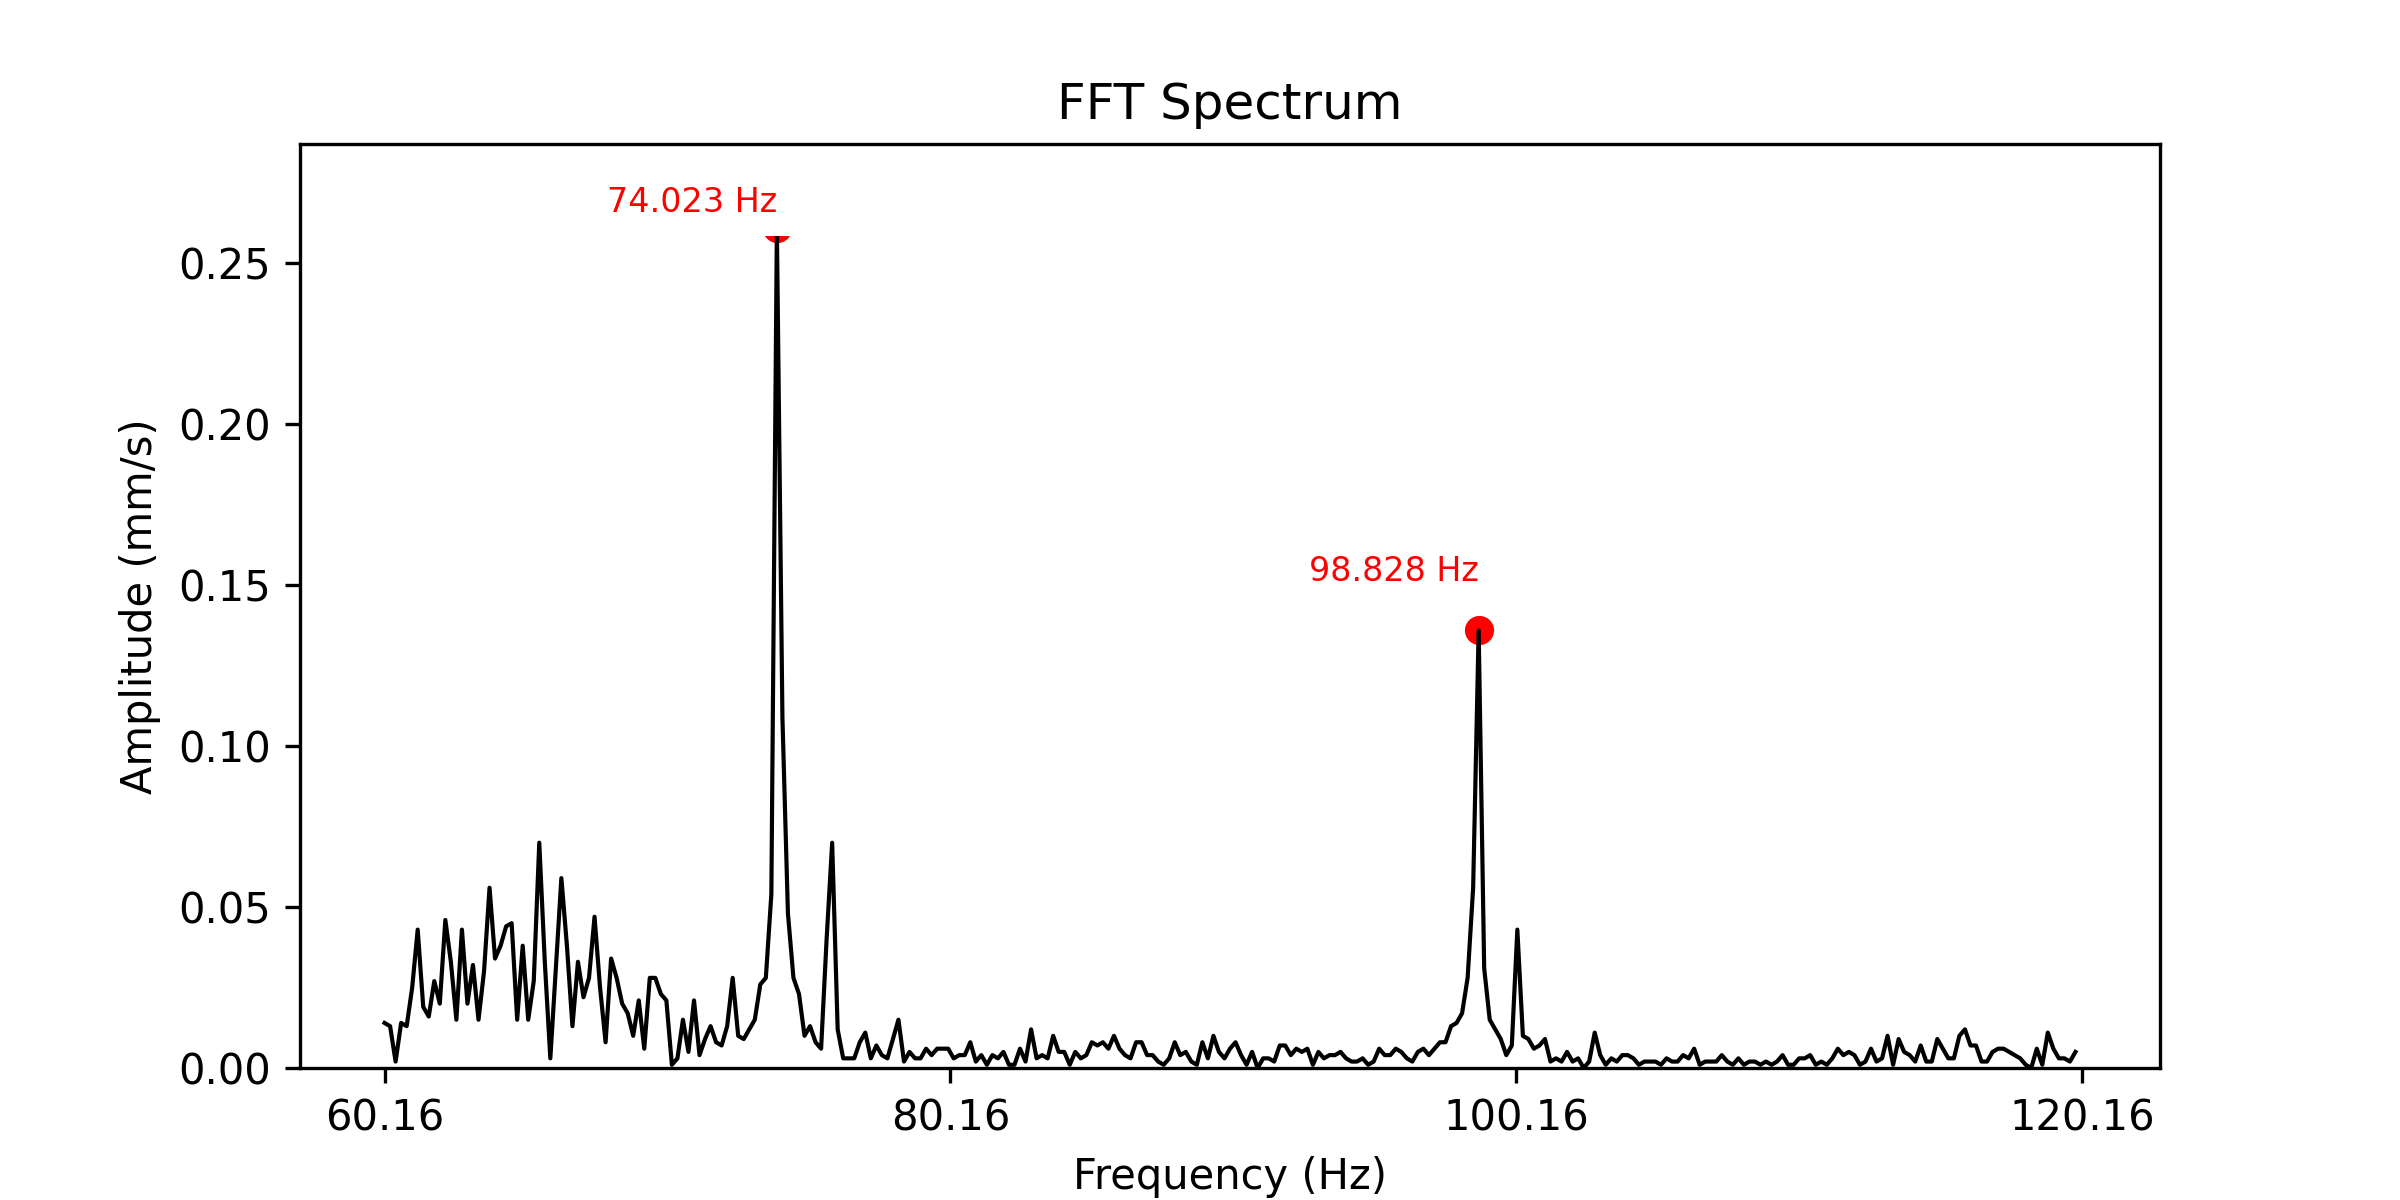 FFT Spectrum
74.023 Hz
98.828 Hz
0.25
0.20
0.15
0.10
0.05
0.00
Amplitude (mm/s)
60.16 80.16 100.16 120.16
Frequency (Hz)